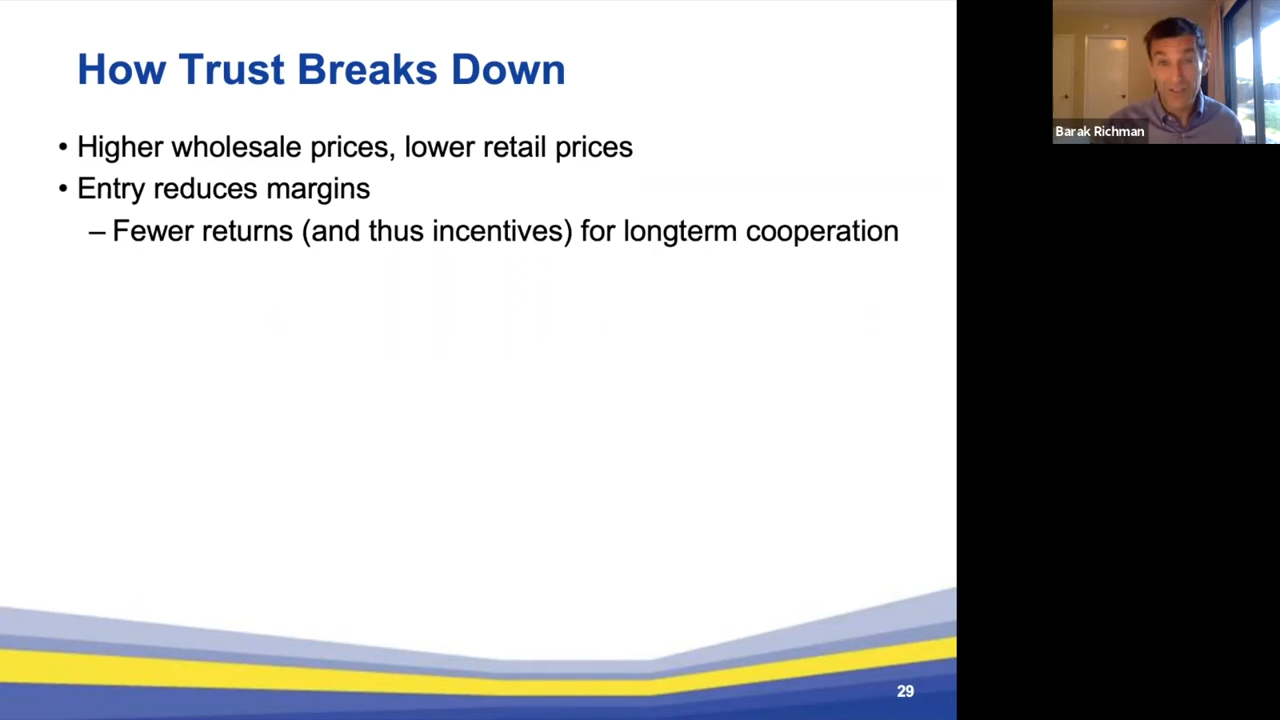 How Trust Breaks Down
• Higher wholesale prices, lower retail prices
• Entry reduces margins
– Fewer returns (and thus incentives) for longterm cooperation
29
Barak Richman